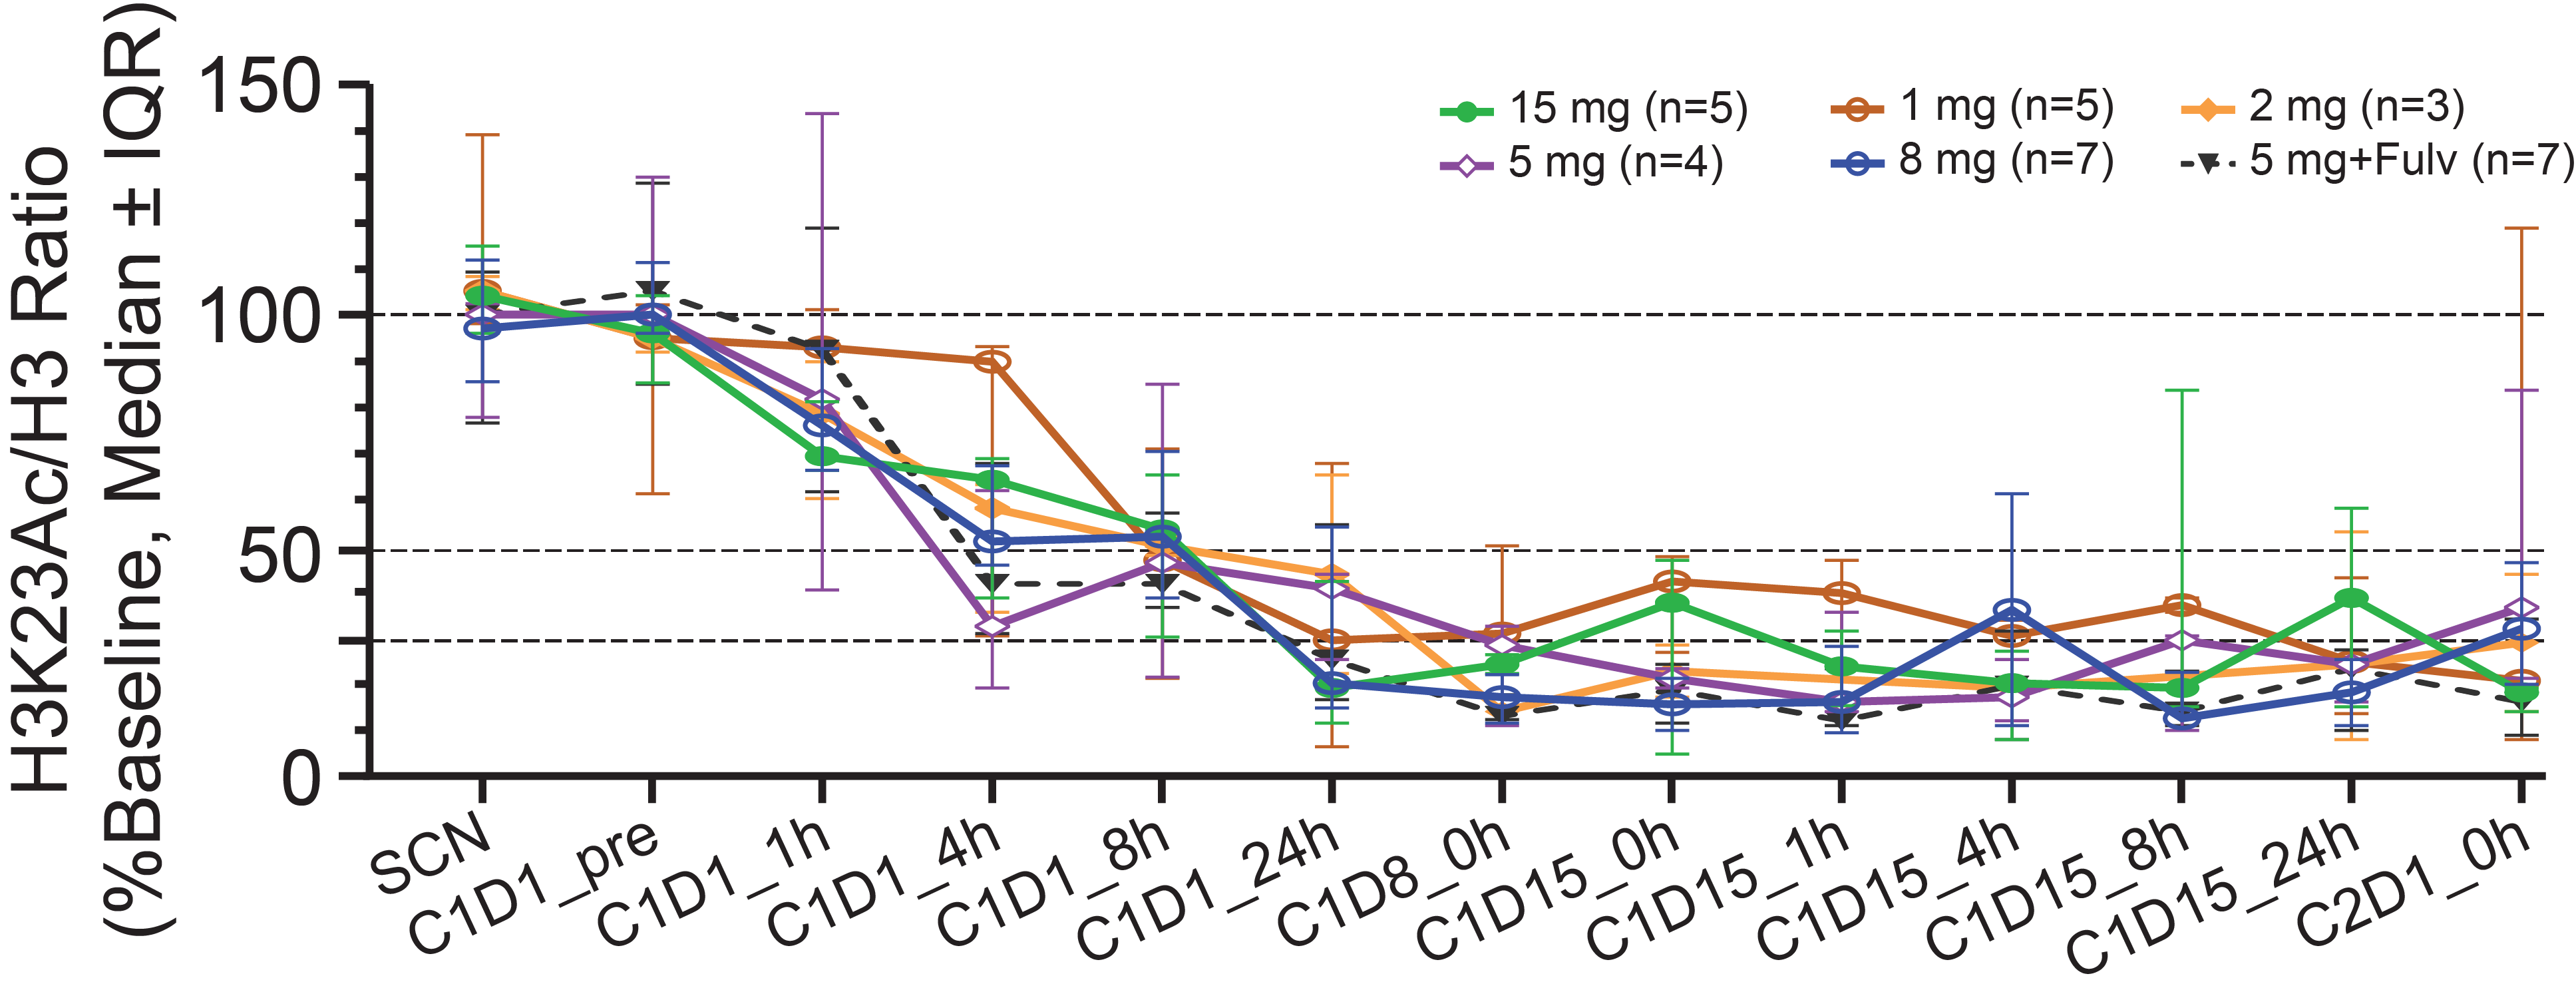 H3K23Ac/H3 Ratio
(%Baseline, Median ± IQR)
150
100
50
0
15 mg (n=5)
1 mg (n=5)
2 mg (n=3)
5 mg (n=4)
8 mg (n=7)
5 mg+Fulv (n=7)
SCN
C1D1_pre
C1D1_1h
C1D1_4h
C1D1_8h
C1D1_24h
C1D8_0h
C1D15_0h
C1D15_1h
C1D15_4h
C1D15_8h
C1D15_24h
C2D1_0h